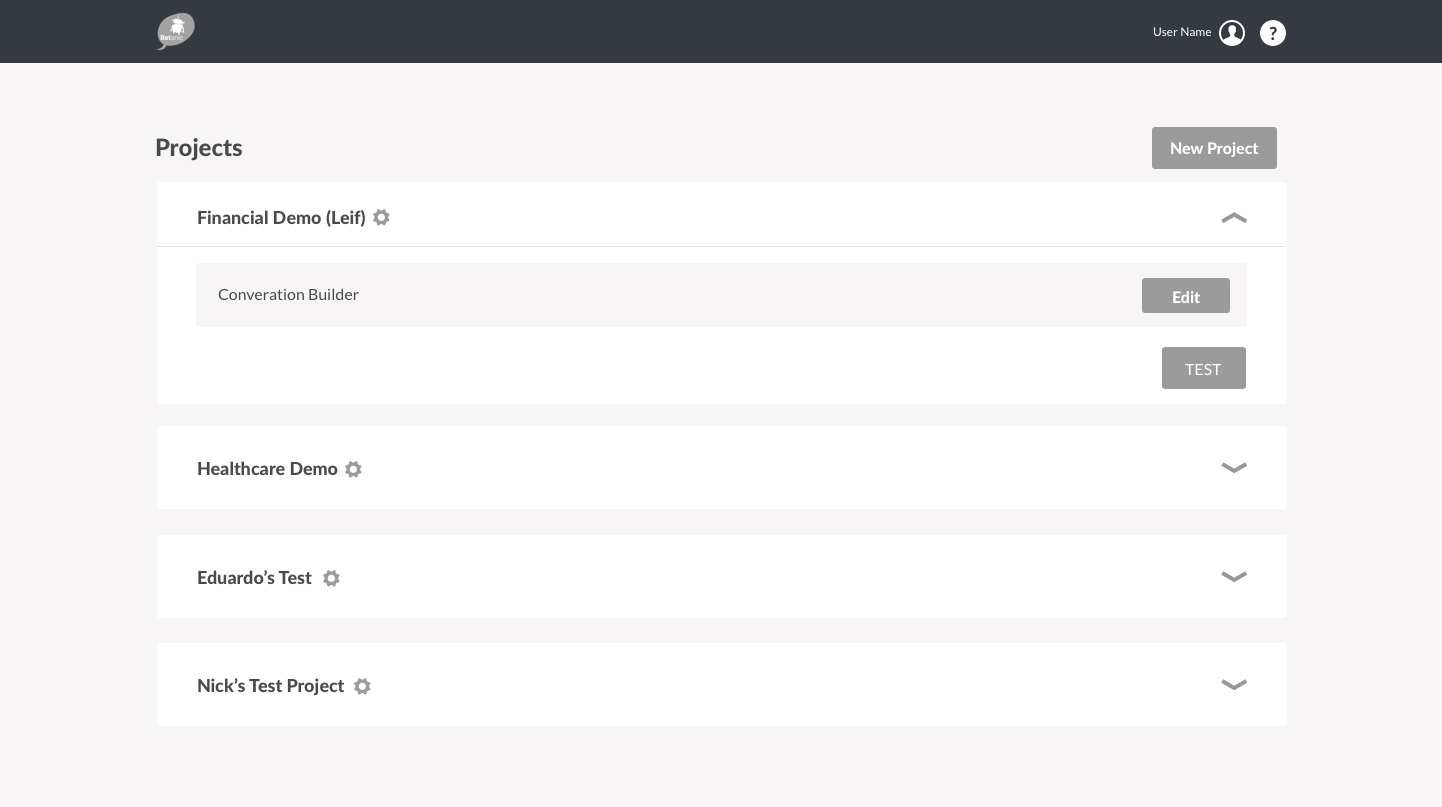 Botanic
User Name
?
Projects
New Project
Financial Demo (Leif)
Converation Builder
Edit
TEST
Healthcare Demo
Eduardo’s Test
Nick’s Test Project